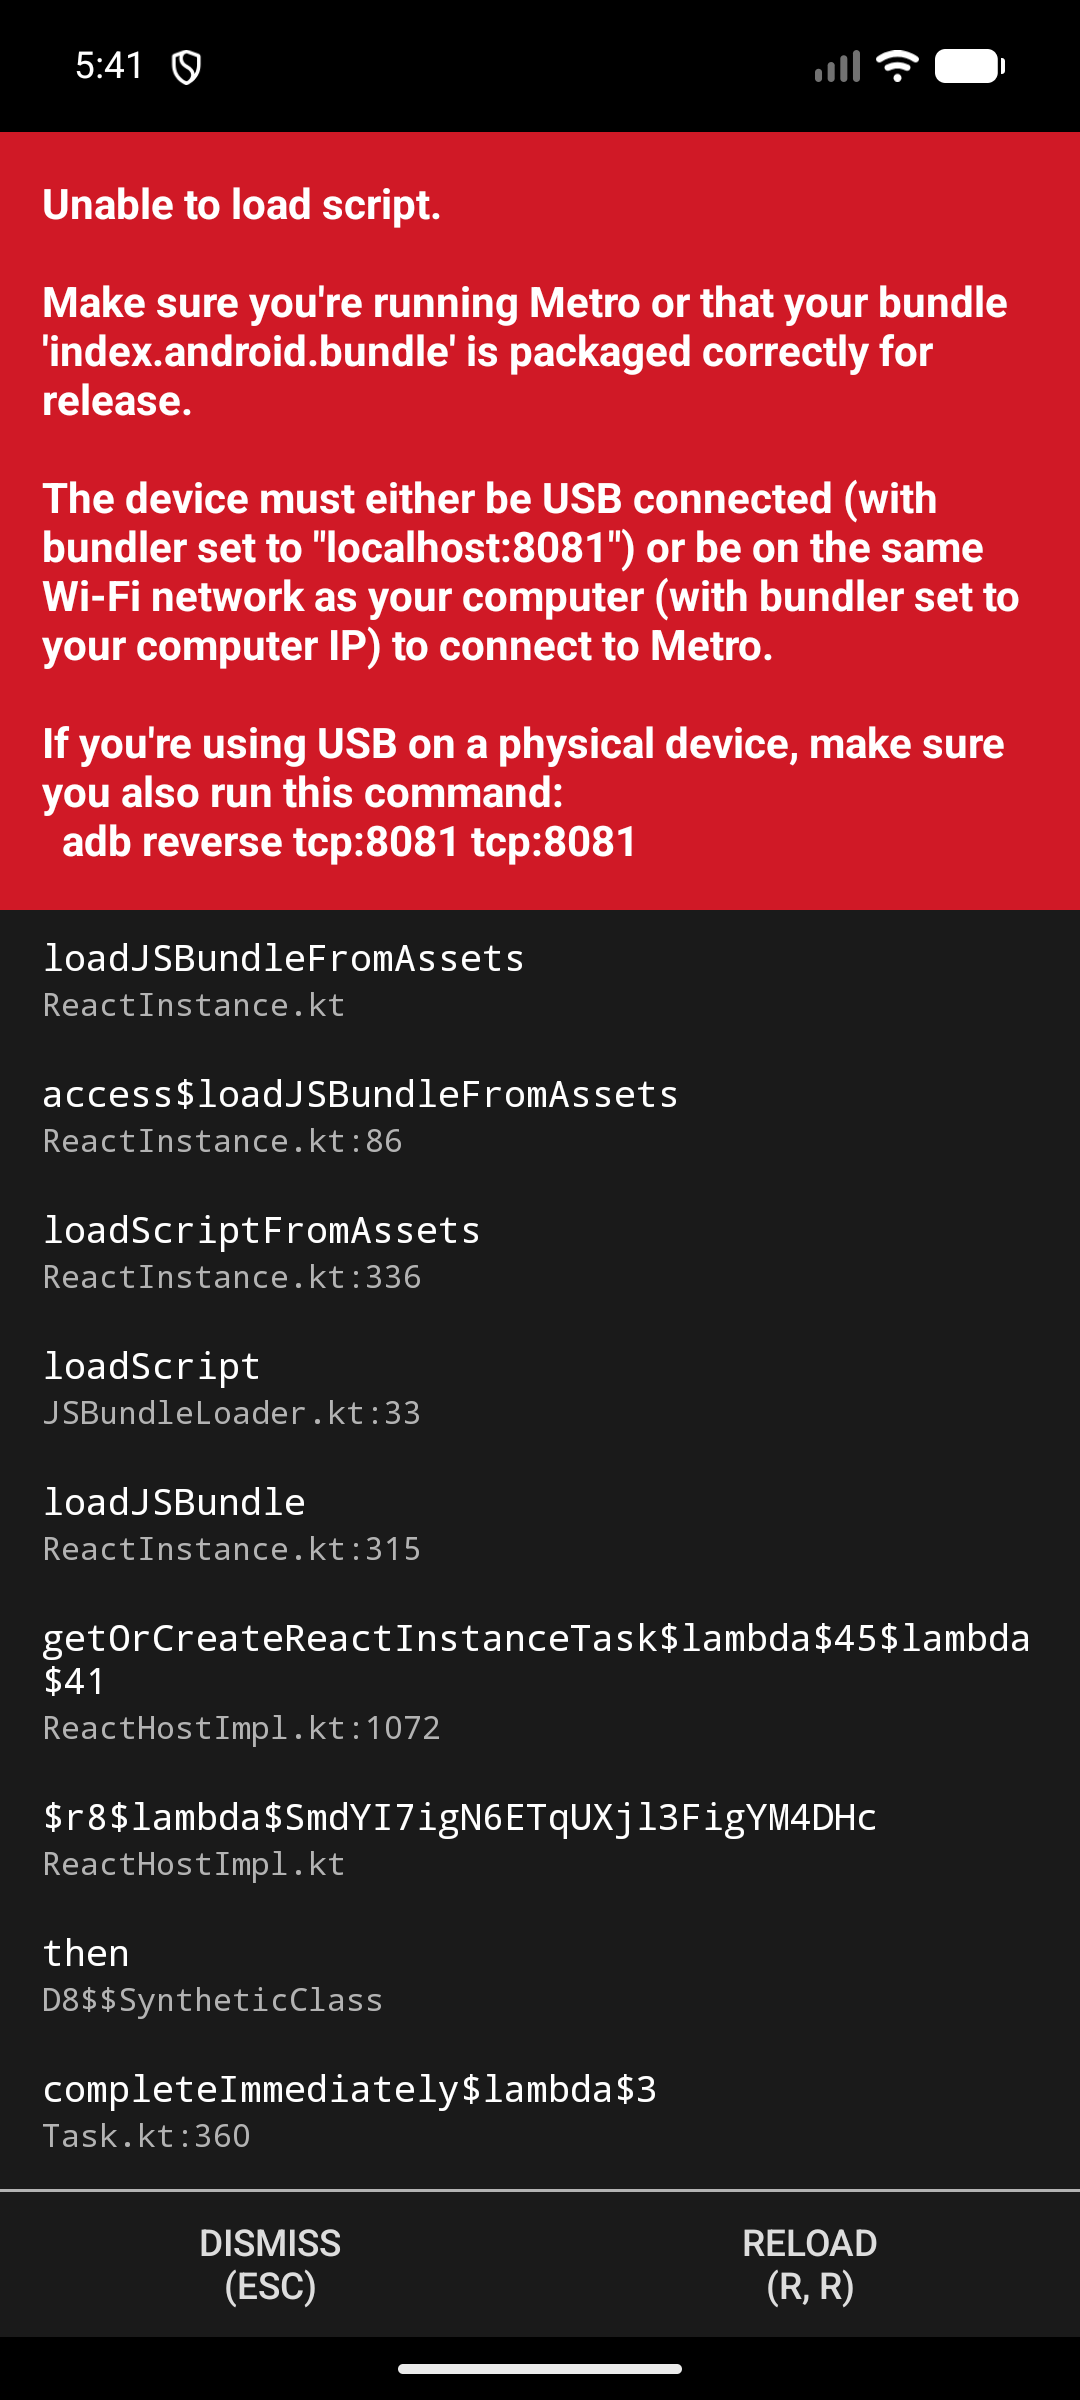 5:41
Unable to load script.
Make sure you're running Metro or that your bundle
'index.android.bundle' is packaged correctly for
release.
The device must either be USB connected (with
bundler set to "localhost:8081") or be on the same
Wi-Fi network as your computer (with bundler set to
your computer IP) to connect to Metro.
If you're using USB on a physical device, make sure
you also run this command:
adb reverse tcp:8081 tcp:8081
loadJSBundleFromAssets
ReactInstance.kt
access$loadJSBundleFromAssets
ReactInstance.kt:86
loadScriptFromAssets
ReactInstance.kt:336
loadScript
JSBundleLoader.kt:33
loadJSBundle
ReactInstance.kt:315
getOrCreateReactInstanceTask$lambda$45$lambda
$41
ReactHostImpl.kt:1072
$r8$lambda$SmdYI7igN6ETqUXjl3FigYM4DHc
ReactHostImpl.kt
then
D8$$SyntheticClass
completeImmediately$lambda$3
Task.kt:360
DISMISS
(ESC)
RELOAD
(R, R)